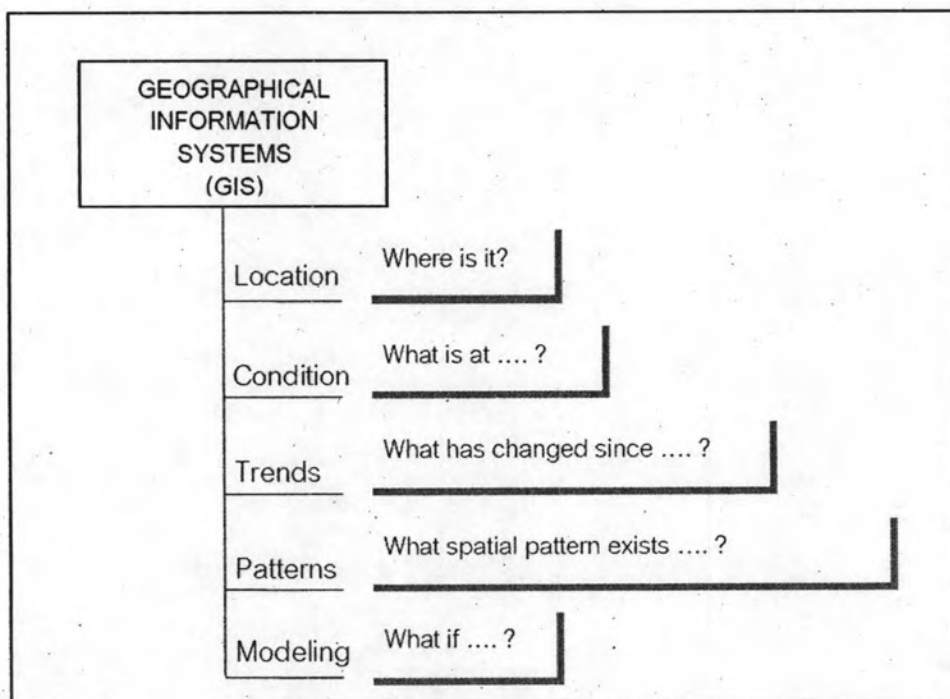 GEOGRAPHICAL
INFORMATION
SYSTEMS
(GIS)
Location
Where is it?
Condition
What is at .... ?
Trends
What has changed since .... ?
Patterns
What spatial pattern exists .... ?
Modeling
What if .... ?